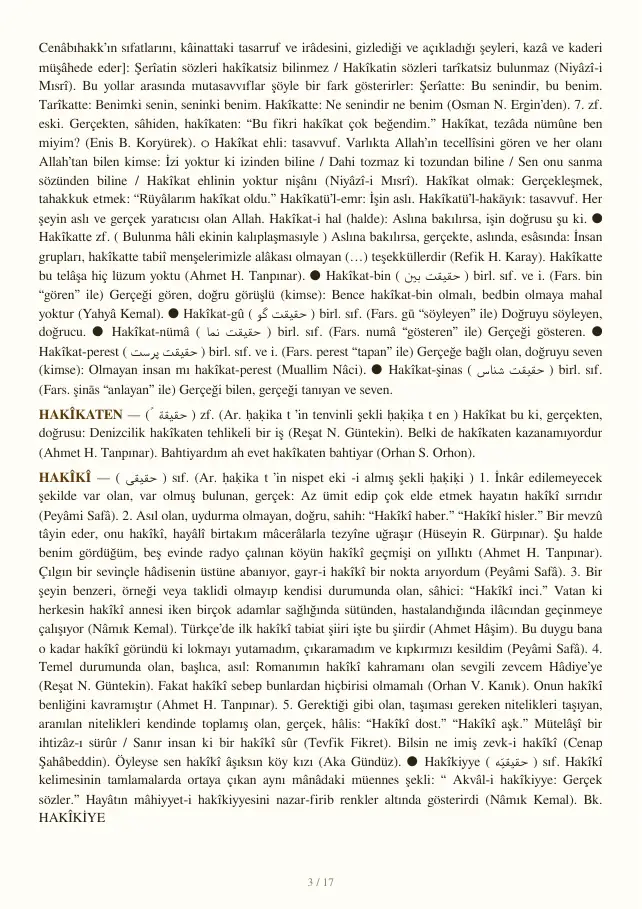 Cenâbıhakk’ın sıfatlarını, kâinattaki tasarruf ve irâdesini, gizlediği ve açıkladığı şeyleri, kazâ ve kaderi
müşâhede eder]: Şerîatin sözleri hakîkatsiz bilinmez / Hakîkatin sözleri tarîkatsiz bulunmaz (Niyâzî-i
Mısrî). Bu yollar arasında mutasavvıflar şöyle bir fark gösterirler: Şerîatte: Bu senindir, bu benim.
Tarîkatte: Benimki senin, seninki benim. Hakîkatte: Ne senindir ne benim (Osman N. Ergin’den). 7. zf.
eski. Gerçekten, sâhiden, hakîkaten: “Bu fikri hakîkat çok beğendim.” Hakîkat, tezâda nümûne ben
miyim? (Enis B. Koryürek). o Hakîkat ehli: tasavvuf. Varlıkta Allah’ın tecellîsini gören ve her olanı
Allah’tan bilen kimse: İzi yoktur ki izinden biline / Dahi tozmaz ki tozundan biline / Sen onu sanma
sözünden biline / Hakîkat ehlinin yoktur nişânı (Niyâzî-i Mısrî). Hakîkat olmak: Gerçekleşmek,
tahakkuk etmek: “Rüyâlarım hakîkat oldu.” Hakîkatü’l-emr: İşin aslı. Hakîkatü’l-hakāyık: tasavvuf. Her
şeyin aslı ve gerçek yaratıcısı olan Allah. Hakîkat-i hal (halde): Aslına bakılırsa, işin doğrusu şu ki. ●
Hakîkatte zf. ( Bulunma hâli ekinin kalıplaşmasıyle ) Aslına bakılırsa, gerçekte, aslında, esâsında: İnsan
grupları, hakîkatte tabiî menşelerimizle alâkası olmayan (…) teşekküllerdir (Refik H. Karay). Hakîkatte
bu telâşa hiç lüzum yoktu (Ahmet H. Tanpınar). ● Hakîkat-bin ( حقيقت بين ) birl. sıf. ve i. (Fars. bin
“gören” ile) Gerçeği gören, doğru görüşlü (kimse): Bence hakîkat-bin olmalı, bedbin olmaya mahal
yoktur (Yahyâ Kemal). ● Hakîkat-gû ( حقيقت گو ) birl. sıf. (Fars. gū “söyleyen” ile) Doğruyu söyleyen,
doğrucu. ● Hakîkat-nümâ ( حقيقت نما ) birl. sıf. (Fars. numā “gösteren” ile) Gerçeği gösteren. ●
Hakîkat-perest ( حقيقت پرست ) birl. sıf. ve i. (Fars. perest “tapan” ile) Gerçeğe bağlı olan, doğruyu seven
(kimse): Olmayan insan mı hakîkat-perest (Muallim Nâci). ● Hakîkat-şinas ( حقيقت شناس ) birl. sıf.
(Fars. şinās “anlayan” ile) Gerçeği bilen, gerçeği tanıyan ve seven.
HAKÎKATEN — ( حقيقة ً ) zf. (Ar. ḥaḳіḳa t ’in tenvinli şekli ḥaḳіḳa t en ) Hakîkat bu ki, gerçekten,
doğrusu: Denizcilik hakîkaten tehlikeli bir iş (Reşat N. Güntekin). Belki de hakîkaten kazanamıyordur
(Ahmet H. Tanpınar). Bahtiyardım ah evet hakîkaten bahtiyar (Orhan S. Orhon).
HAKÎKÎ — ( حقيقى ) sıf. (Ar. ḥaḳіḳa t ’in nispet eki -і almış şekli ḥaḳіḳі ) 1. İnkâr edilemeyecek
şekilde var olan, var olmuş bulunan, gerçek: Az ümit edip çok elde etmek hayatın hakîkî sırrıdır
(Peyâmi Safâ). 2. Asıl olan, uydurma olmayan, doğru, sahih: “Hakîkî haber.” “Hakîkî hisler.” Bir mevzû
tâyin eder, onu hakîkî, hayâlî birtakım mâcerâlarla tezyîne uğraşır (Hüseyin R. Gürpınar). Şu halde
benim gördüğüm, beş evinde radyo çalınan köyün hakîkî geçmişi on yıllıktı (Ahmet H. Tanpınar).
Çılgın bir sevinçle hâdisenin üstüne abanıyor, gayr-i hakîkî bir nokta arıyordum (Peyâmi Safâ). 3. Bir
şeyin benzeri, örneği veya taklidi olmayıp kendisi durumunda olan, sâhici: “Hakîkî inci.” Vatan ki
herkesin hakîkî annesi iken birçok adamlar sağlığında sütünden, hastalandığında ilâcından geçinmeye
çalışıyor (Nâmık Kemal). Türkçe’de ilk hakîkî tabiat şiiri işte bu şiirdir (Ahmet Hâşim). Bu duygu bana
o kadar hakîkî göründü ki lokmayı yutamadım, çıkaramadım ve kıpkırmızı kesildim (Peyâmi Safâ). 4.
Temel durumunda olan, başlıca, asıl: Romanımın hakîkî kahramanı olan sevgili zevcem Hâdiye’ye
(Reşat N. Güntekin). Fakat hakîkî sebep bunlardan hiçbirisi olmamalı (Orhan V. Kanık). Onun hakîkî
benliğini kavramıştır (Ahmet H. Tanpınar). 5. Gerektiği gibi olan, taşıması gereken nitelikleri taşıyan,
aranılan nitelikleri kendinde toplamış olan, gerçek, hâlis: “Hakîkî dost.” “Hakîkî aşk.” Mütelâşî bir
ihtizâz-ı sürûr / Sanır insan ki bir hakîkî sûr (Tevfik Fikret). Bilsin ne imiş zevk-i hakîkî (Cenap
Şahâbeddin). Öyleyse sen hakîkî âşıksın köy kızı (Aka Gündüz). ● Hakîkiyye ( حقيقيّه ) sıf. Hakîkî
kelimesinin tamlamalarda ortaya çıkan aynı mânâdaki müennes şekli: “ Akvâl-i hakîkiyye: Gerçek
sözler.” Hayâtın mâhiyyet-i hakîkiyyesini nazar-firib renkler altında gösterirdi (Nâmık Kemal). Bk.
HAKÎKİYE
3 / 17